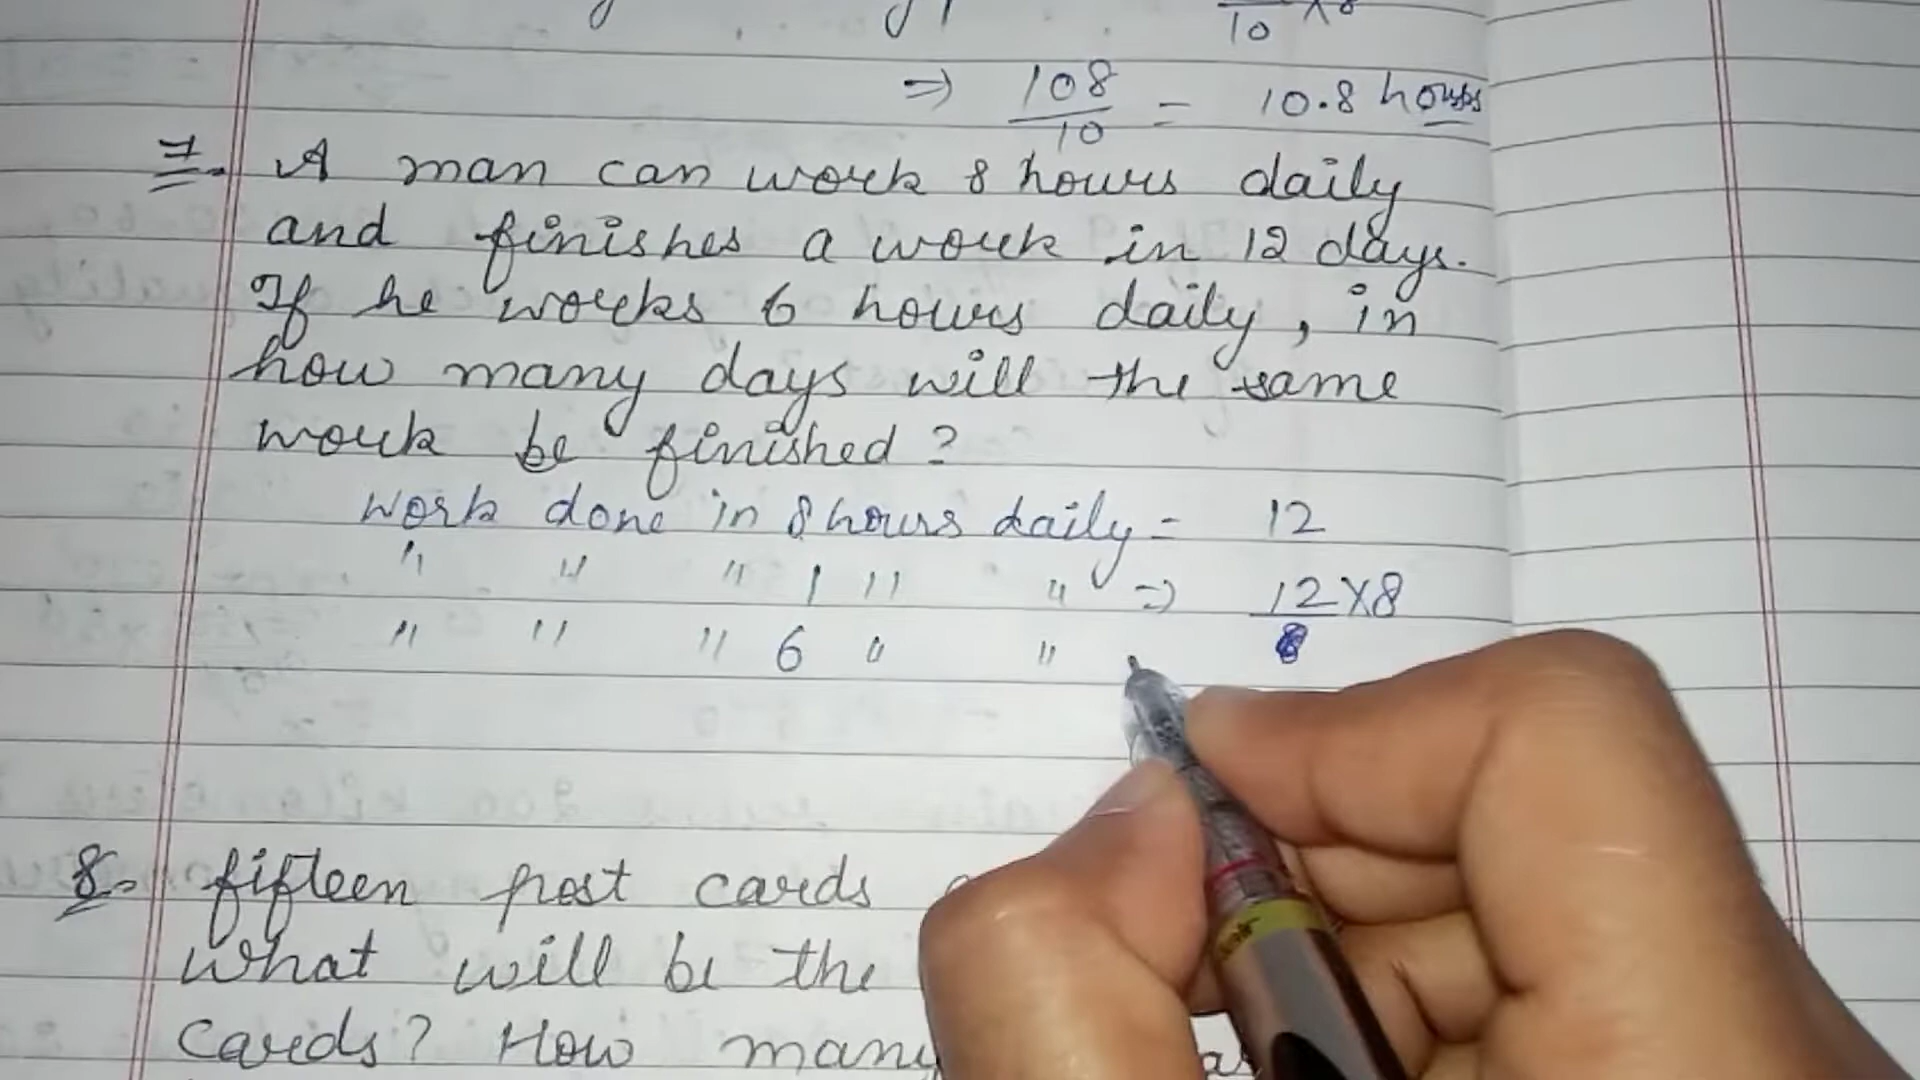 10 ×8
⇒ 108/10 = 10.8 hours
7. A man can work 8 hours daily
and finishes a work in 12 days.
If he works 6 hours daily, in
how many days will the same
work be finished?
Work done in 8 hours daily = 12
" " " 1 " " ⇒ 12×8
" " " 6 " "
8. fifteen post cards
What will be the
cards? How many